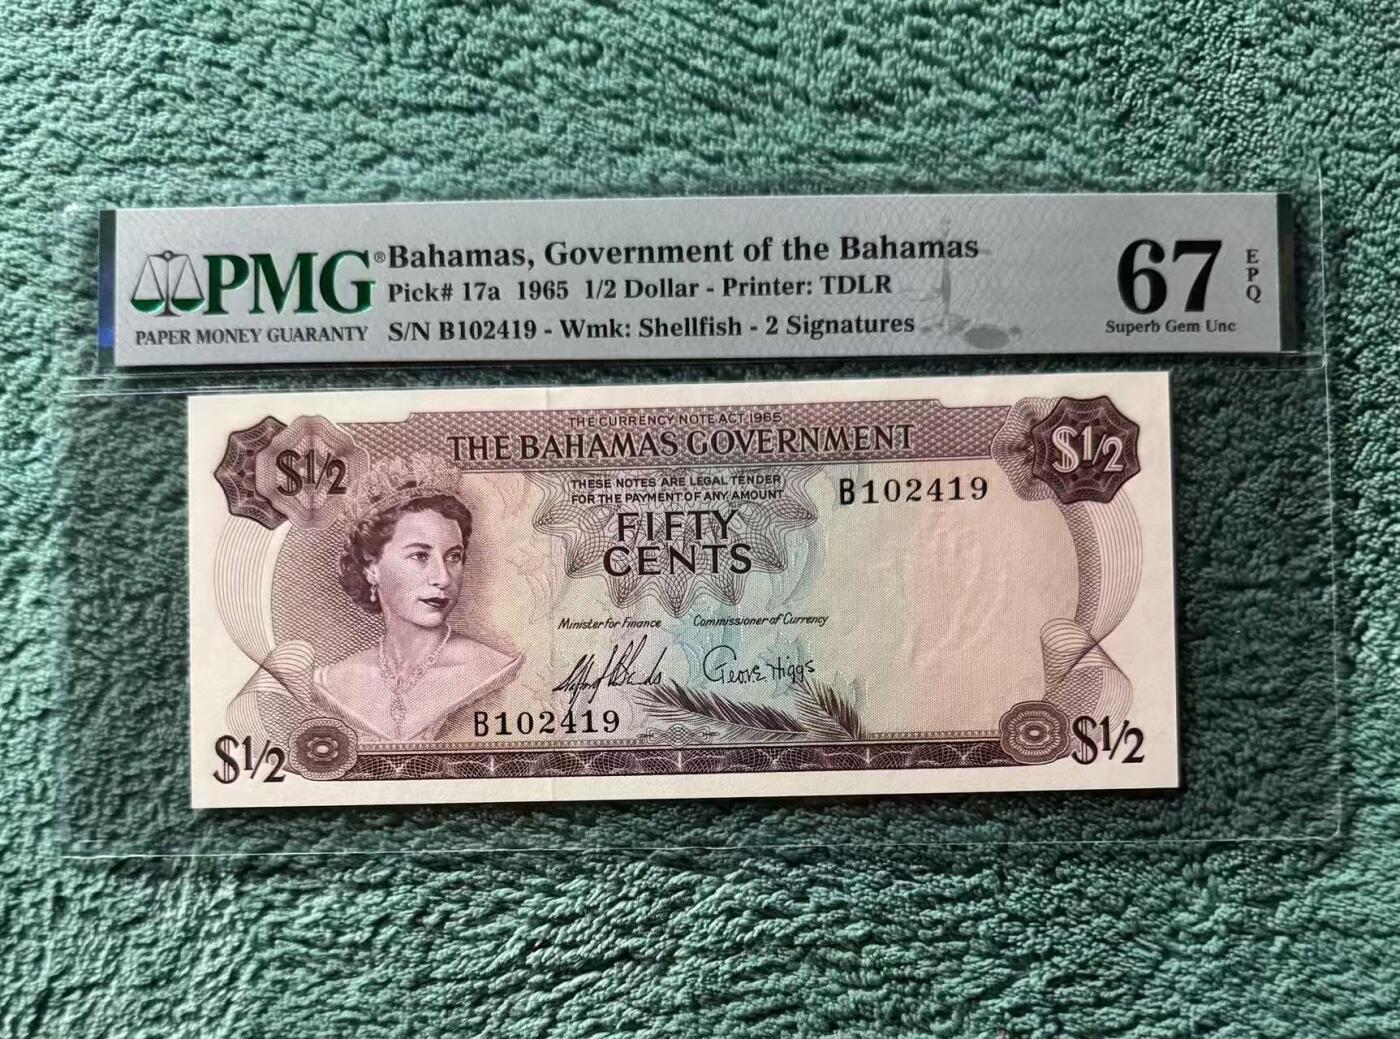 PMG®
PAPER MONEY GUARANTY
Bahamas, Government of the Bahamas
Pick# 17a 1965 1/2 Dollar - Printer: TDLR
S/N B102419 - Wmk: Shellfish - 2 Signatures
67
EPQ
Superb Gem Unc
THE CURRENCY NOTE ACT 1965
THE BAHAMAS GOVERNMENT
$1/2
$1/2
THESE NOTES ARE LEGAL TENDER
FOR THE PAYMENT OF ANY AMOUNT
B102419
FIFTY
CENTS
Minister for Finance
Commissioner of Currency
Geo. E. Higgs
B102419
$1/2
$1/2